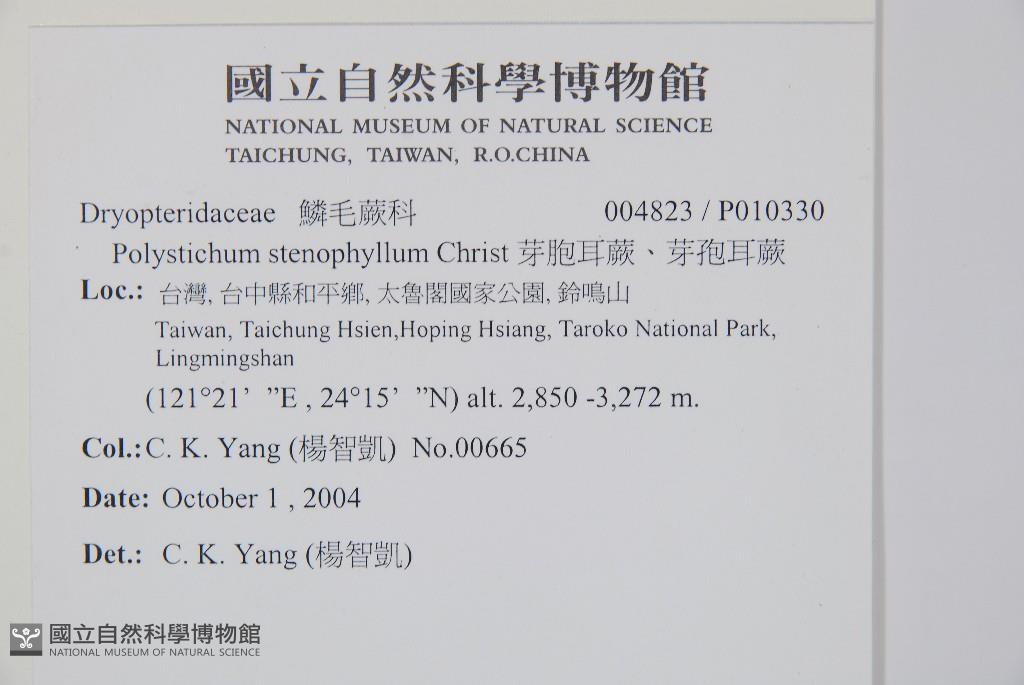 國立自然科學博物館
NATIONAL MUSEUM OF NATURAL SCIENCE
TAICHUNG, TAIWAN, R.O.CHINA
Dryopteridaceae 鱗毛蕨科 004823 / P010330
Polystichum stenophyllum Christ 芽胞耳蕨、芽孢耳蕨
Loc.: 台灣, 台中縣和平鄉, 太魯閣國家公園, 鈴鳴山
Taiwan, Taichung Hsien,Hoping Hsiang, Taroko National Park,
Lingmingshan
(121°21’ ”E , 24°15’ ”N) alt. 2,850 -3,272 m.
Col.: C. K. Yang (楊智凱) No.00665
Date: October 1 , 2004
Det.: C. K. Yang (楊智凱)
國立自然科學博物館
NATIONAL MUSEUM OF NATURAL SCIENCE